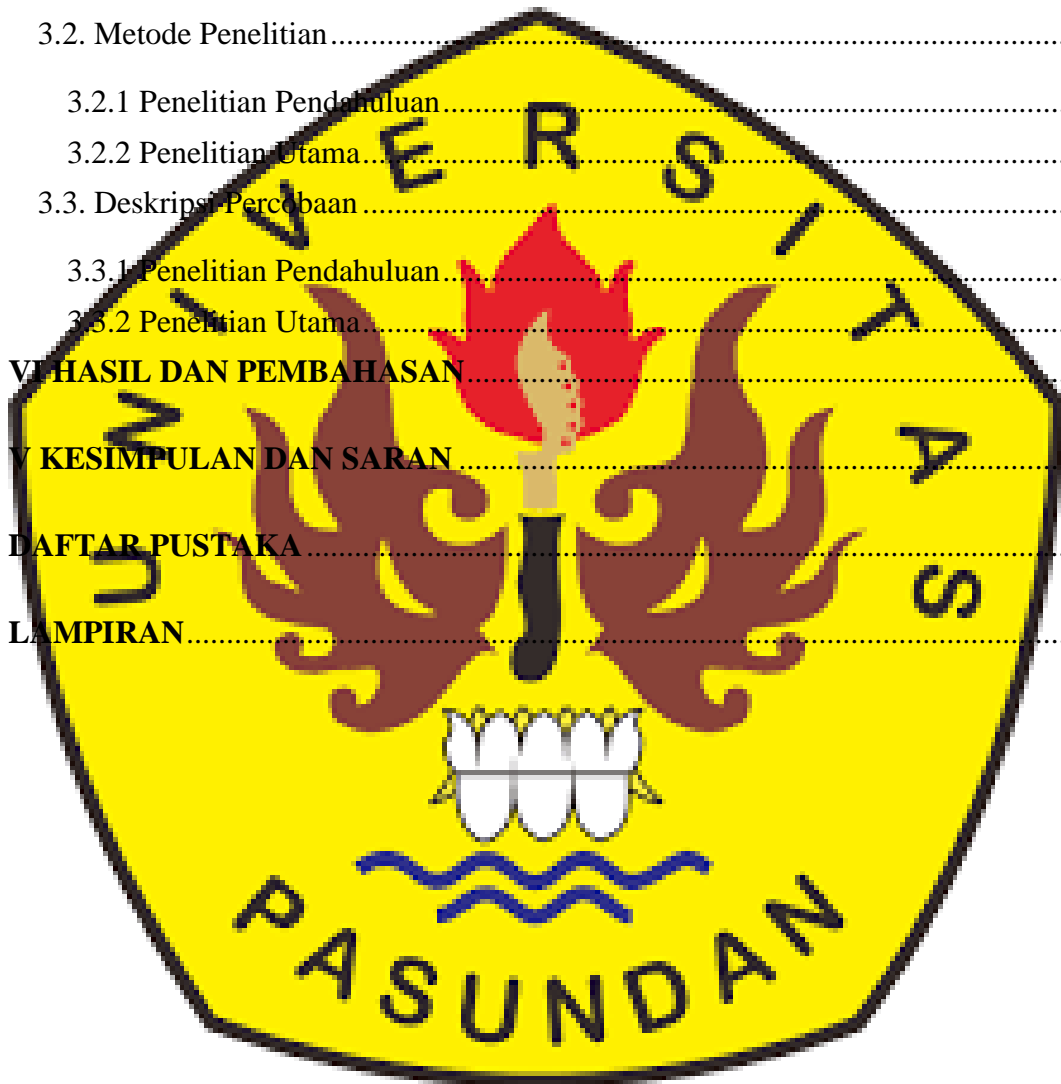 3.2. Metode Penelitian........................................................................................
3.2.1 Penelitian Pendahuluan..........................................................................
3.2.2 Penelitian Utama....................................................................................
3.3. Deskripsi Percobaan....................................................................................
3.3.1 Penelitian Pendahuluan..........................................................................
3.3.2 Penelitian Utama....................................................................................
VI HASIL DAN PEMBAHASAN..........................................................................
V KESIMPULAN DAN SARAN...........................................................................
DAFTAR PUSTAKA..............................................................................................
LAMPIRAN............................................................................................................
UNIVERSITAS
PASUNDAN